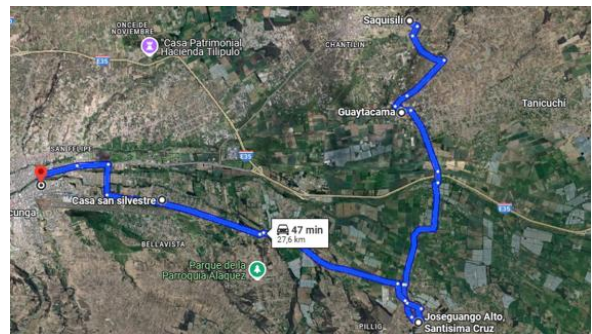 ONCE DE
NOVIEMBRE
"Casa Patrimonial
Hacienda Tilipulo"
E35
Saquisilí
CHANTILIN
Guaytacama
Tanicuchi
SAN FELIPE
E35
E35
cunga
Casa san silvestre
BELLAVISTA
47 min
27,6 km
Parque de la
Parroquia Alaquez
PILLIG
Joseguango Alto,
Santisima Cruz